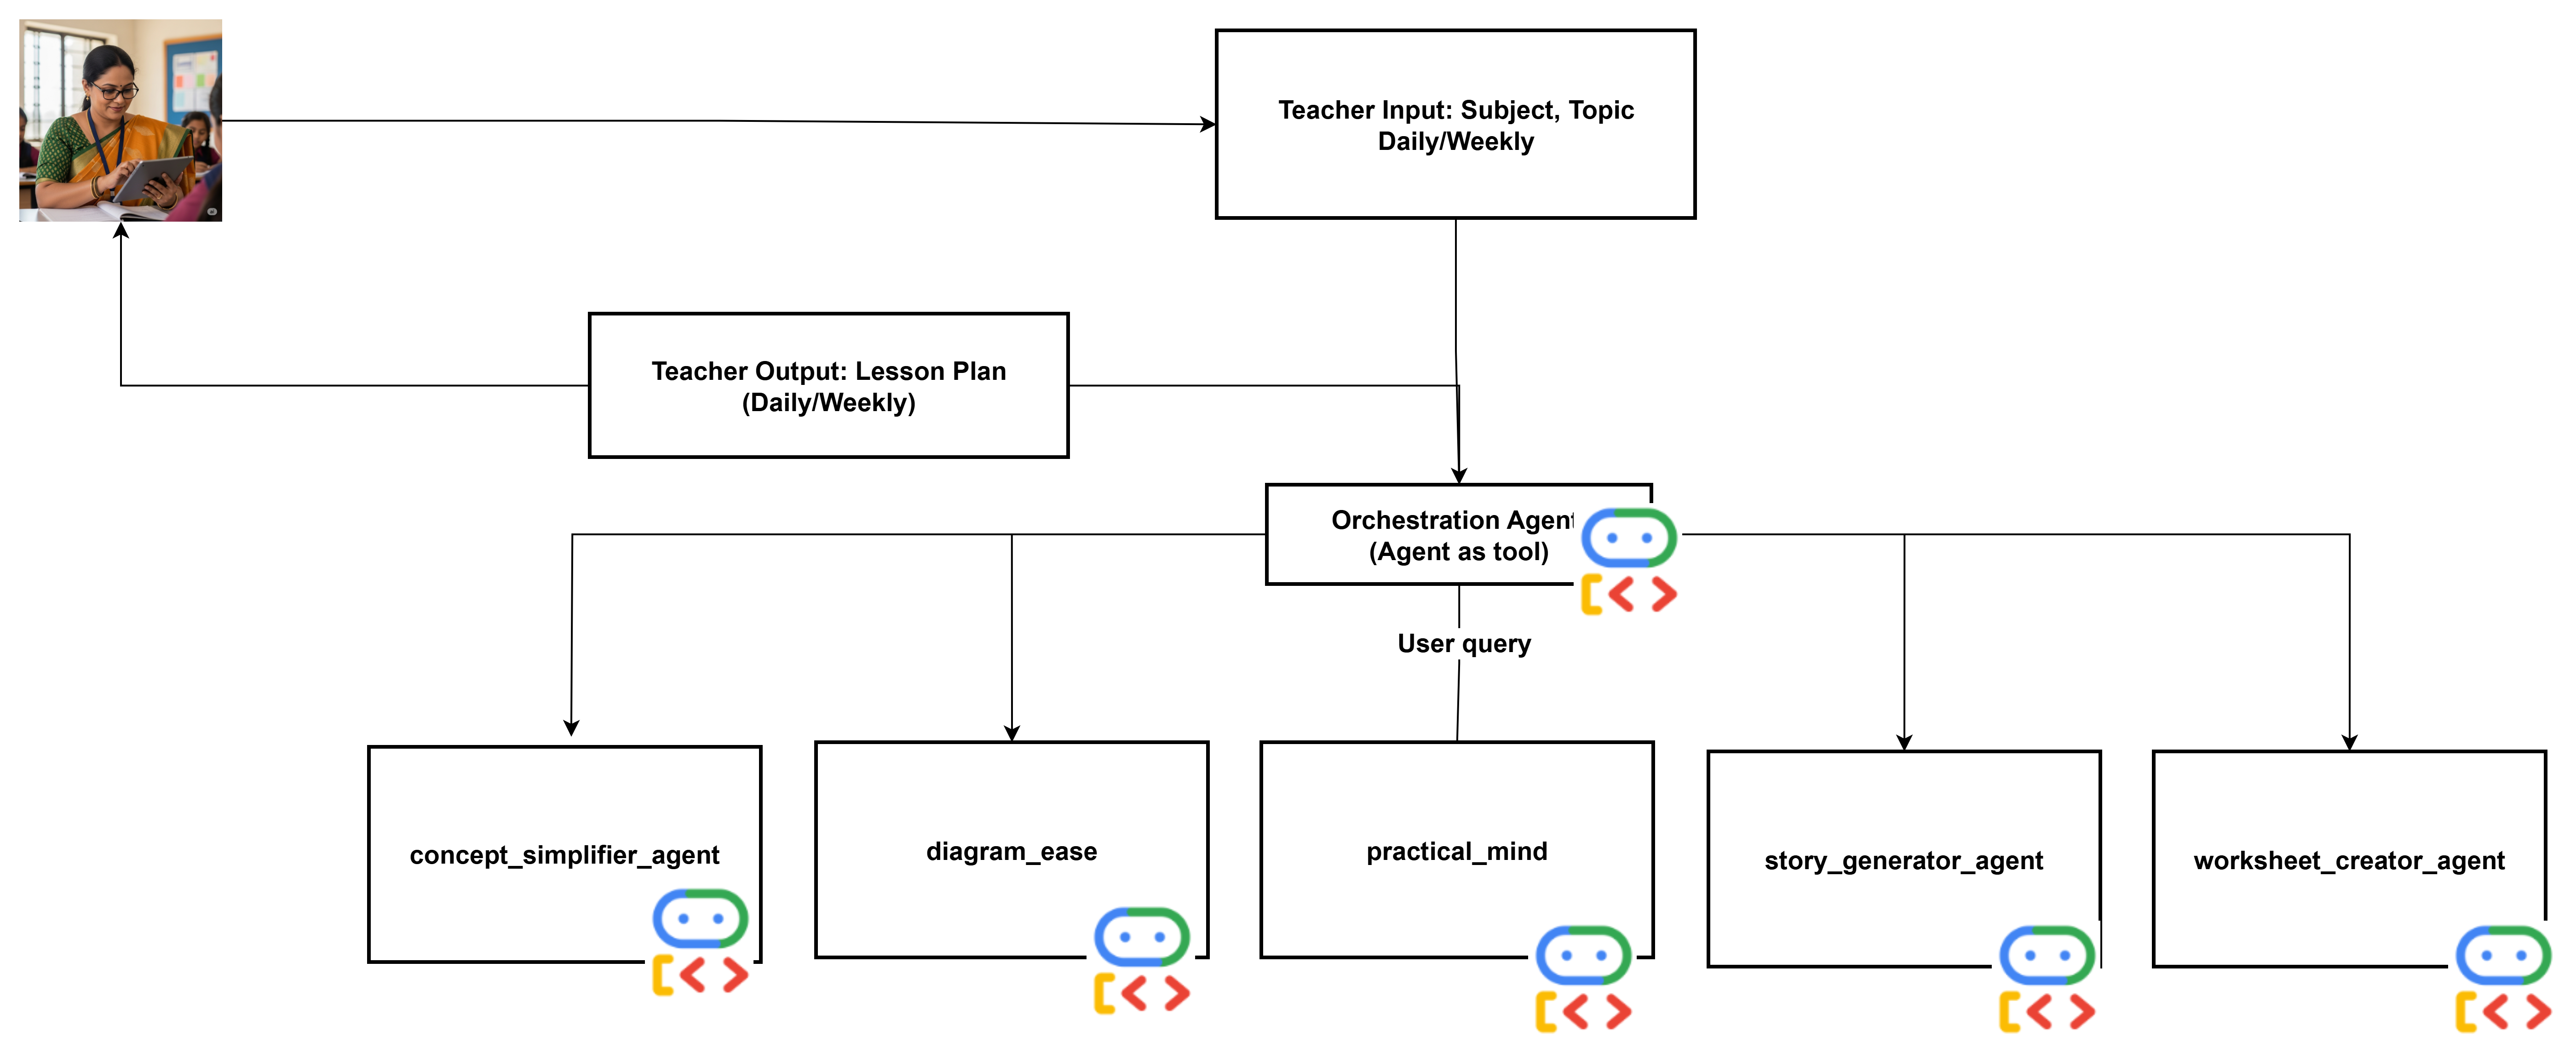 Teacher Input: Subject, Topic
Daily/Weekly
Teacher Output: Lesson Plan
(Daily/Weekly)
Orchestration Agent
(Agent as tool)
User query
concept_simplifier_agent
diagram_ease
practical_mind
story_generator_agent
worksheet_creator_agent